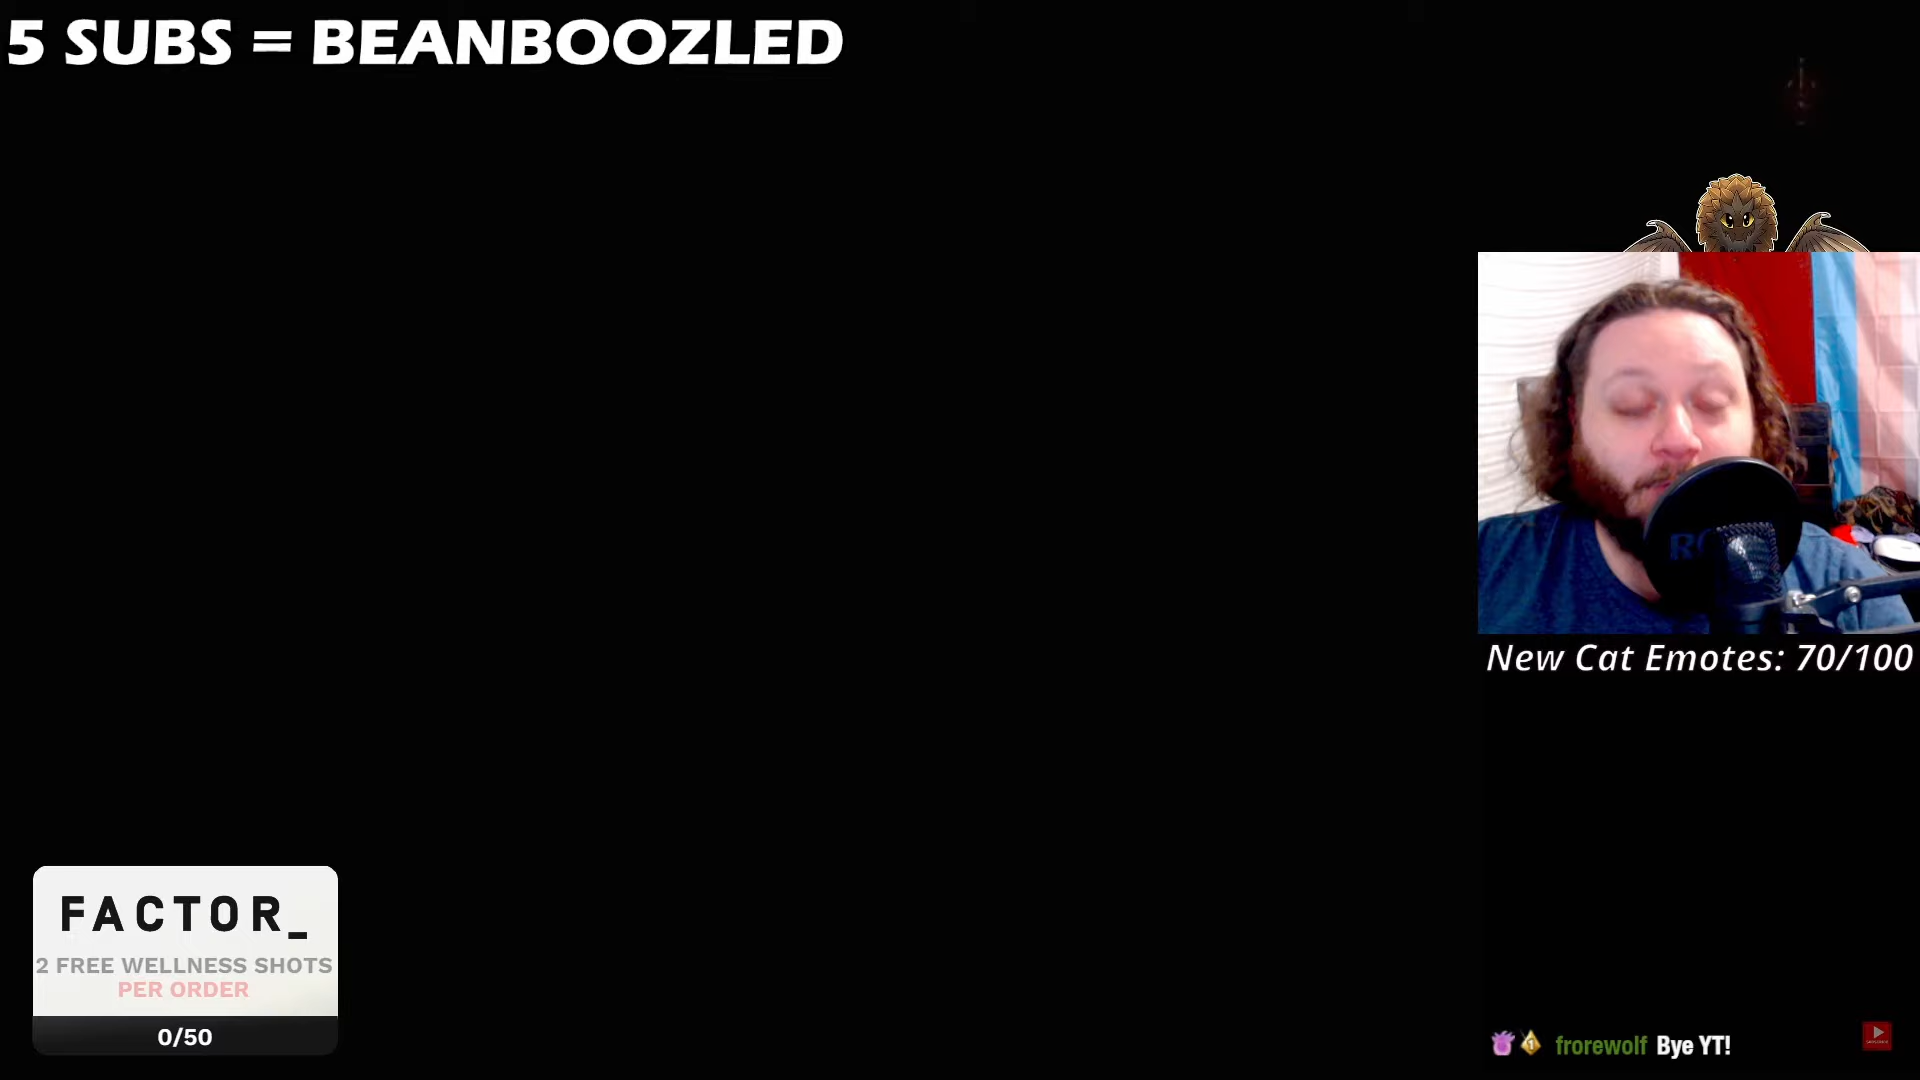 5 SUBS = BEANBOOZLED
New Cat Emotes: 70/100
FACTOR_
2 FREE WELLNESS SHOTS
PER ORDER
0/50
frorewolf Bye YT!